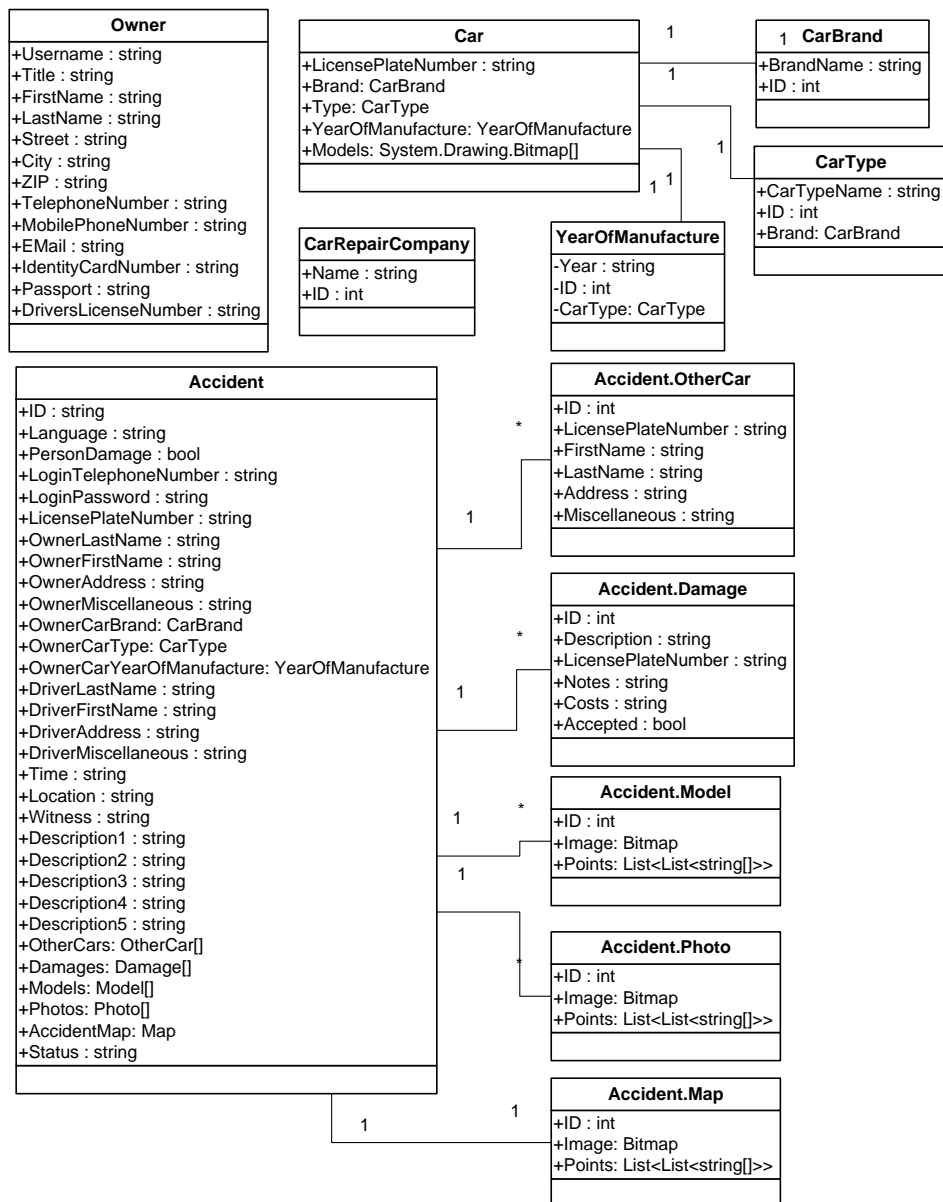 Owner
+Username : string
+Title : string
+FirstName : string
+LastName : string
+Street : string
+City : string
+ZIP : string
+TelephoneNumber : string
+MobilePhoneNumber : string
+EMail : string
+IdentityCardNumber : string
+Passport : string
+DriversLicenseNumber : string
Car
+LicensePlateNumber : string
+Brand: CarBrand
+Type: CarType
+YearOfManufacture: YearOfManufacture
+Models: System.Drawing.Bitmap[]
1
1
1
1
1
1
CarBrand
+BrandName : string
+ID : int
CarType
+CarTypeName : string
+ID : int
+Brand: CarBrand
CarRepairCompany
+Name : string
+ID : int
YearOfManufacture
-Year : string
-ID : int
-CarType: CarType
Accident
+ID : string
+Language : string
+PersonDamage : bool
+LoginTelephoneNumber : string
+LoginPassword : string
+LicensePlateNumber : string
+OwnerLastName : string
+OwnerFirstName : string
+OwnerAddress : string
+OwnerMiscellaneous : string
+OwnerCarBrand: CarBrand
+OwnerCarType: CarType
+OwnerCarYearOfManufacture: YearOfManufacture
+DriverLastName : string
+DriverFirstName : string
+DriverAddress : string
+DriverMiscellaneous : string
+Time : string
+Location : string
+Witness : string
+Description1 : string
+Description2 : string
+Description3 : string
+Description4 : string
+Description5 : string
+OtherCars: OtherCar[]
+Damages: Damage[]
+Models: Model[]
+Photos: Photo[]
+AccidentMap: Map
+Status : string
*
1
Accident.OtherCar
+ID : int
+LicensePlateNumber : string
+FirstName : string
+LastName : string
+Address : string
+Miscellaneous : string
*
1
Accident.Damage
+ID : int
+Description : string
+LicensePlateNumber : string
+Notes : string
+Costs : string
+Accepted : bool
*
1
Accident.Model
+ID : int
+Image: Bitmap
+Points: List<List<string[]>>
1
*
Accident.Photo
+ID : int
+Image: Bitmap
+Points: List<List<string[]>>
1
1
Accident.Map
+ID : int
+Image: Bitmap
+Points: List<List<string[]>>